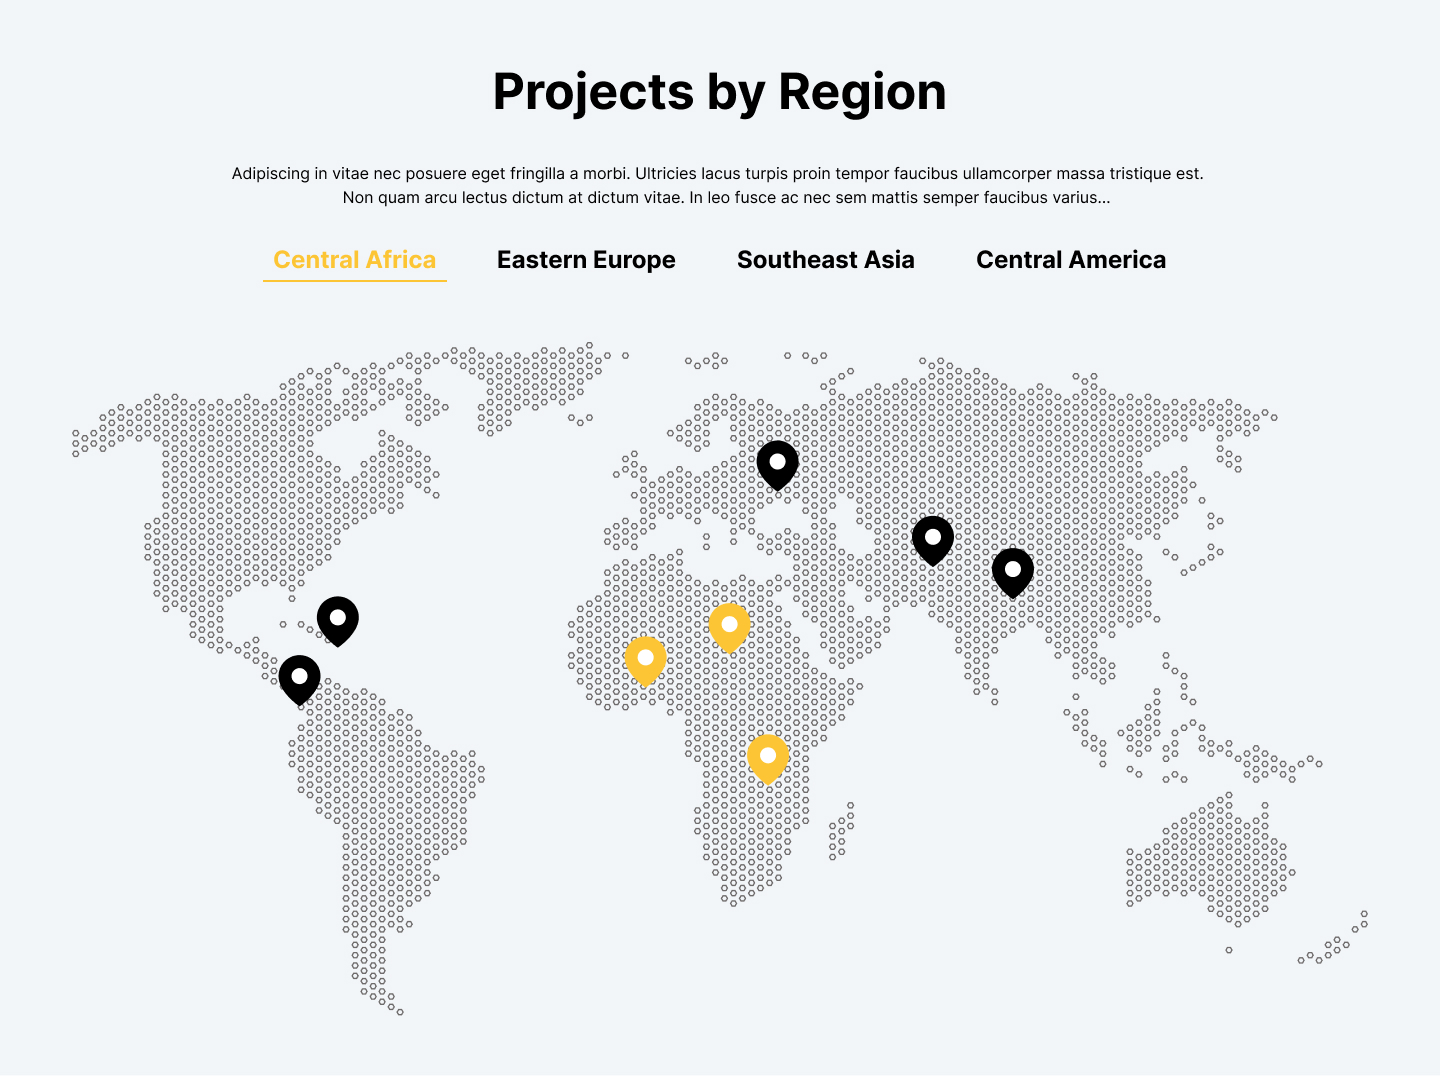 Projects by Region
Adipiscing in vitae nec posuere eget fringilla a morbi. Ultricies lacus turpis proin tempor faucibus ullamcorper massa tristique est.
Non quam arcu lectus dictum at dictum vitae. In leo fusce ac nec sem mattis semper faucibus varius...
Central Africa Eastern Europe Southeast Asia Central America